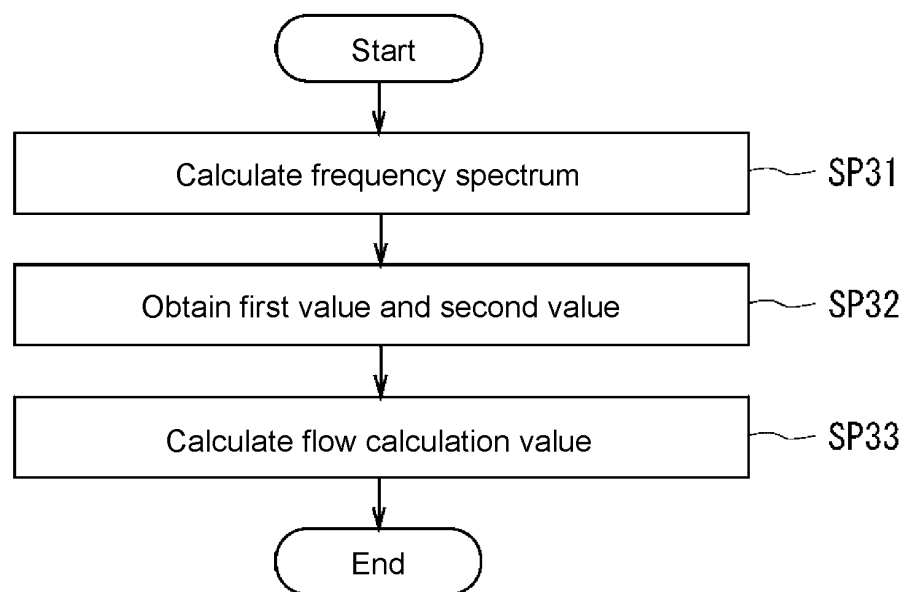 Start
Calculate frequency spectrum SP31
Obtain first value and second value SP32
Calculate flow calculation value SP33
End